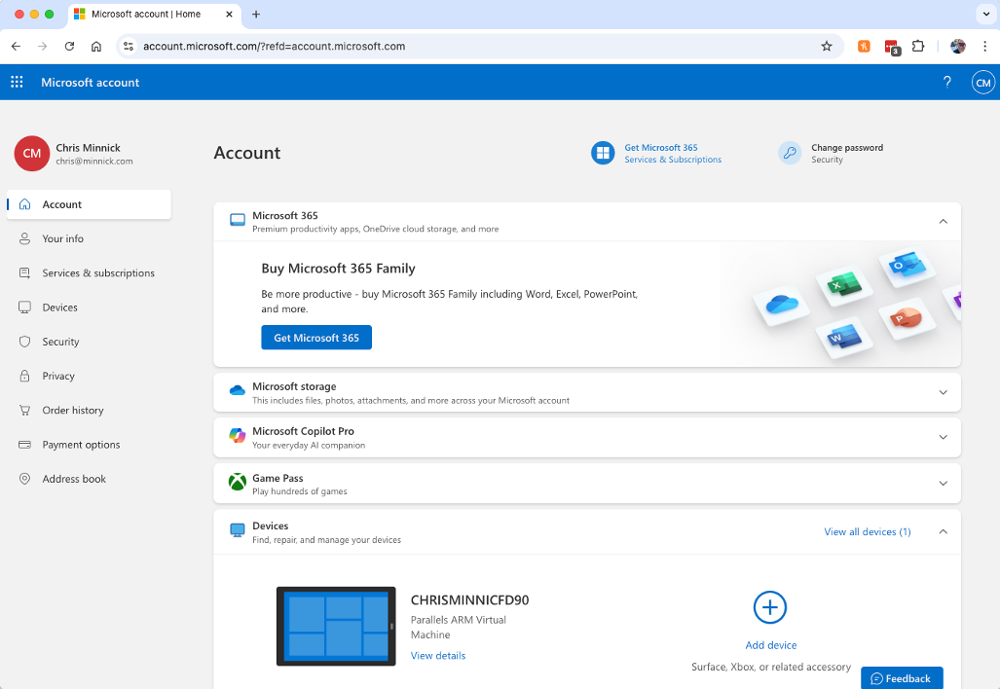 Microsoft account | Home
account.microsoft.com/?refd=account.microsoft.com
3
Microsoft account
?
CM
CM
Chris Minnick
chris@minnick.com
Account
Your info
Services & subscriptions
Devices
Security
Privacy
Order history
Payment options
Address book
Account
Get Microsoft 365
Services & Subscriptions
Change password
Security
Microsoft 365
Premium productivity apps, OneDrive cloud storage, and more
Buy Microsoft 365 Family
Be more productive - buy Microsoft 365 Family including Word, Excel, PowerPoint,
and more.
Get Microsoft 365
O
X
P
W
Microsoft storage
This includes files, photos, attachments, and more across your Microsoft account
Microsoft Copilot Pro
Your everyday AI companion
Game Pass
Play hundreds of games
Devices
Find, repair, and manage your devices
View all devices (1)
CHRISMINNICFD90
Parallels ARM Virtual
Machine
View details
Add device
Surface, Xbox, or related accessory
Feedback